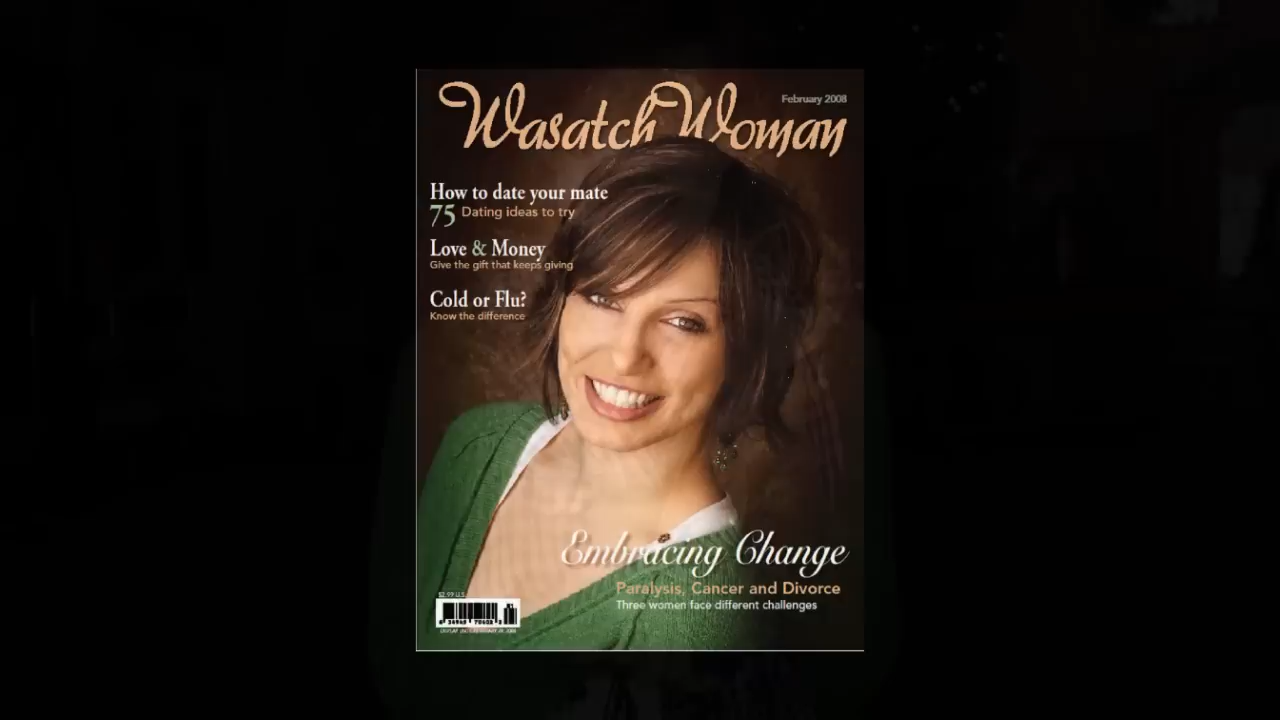 Wasatch Woman
February 2008
How to date your mate
75 Dating ideas to try
Love & Money
Give the gift that keeps giving
Cold or Flu?
Know the difference
Embracing Change
Paralysis, Cancer and Divorce
Three women face different challenges
$2.99 U.S.